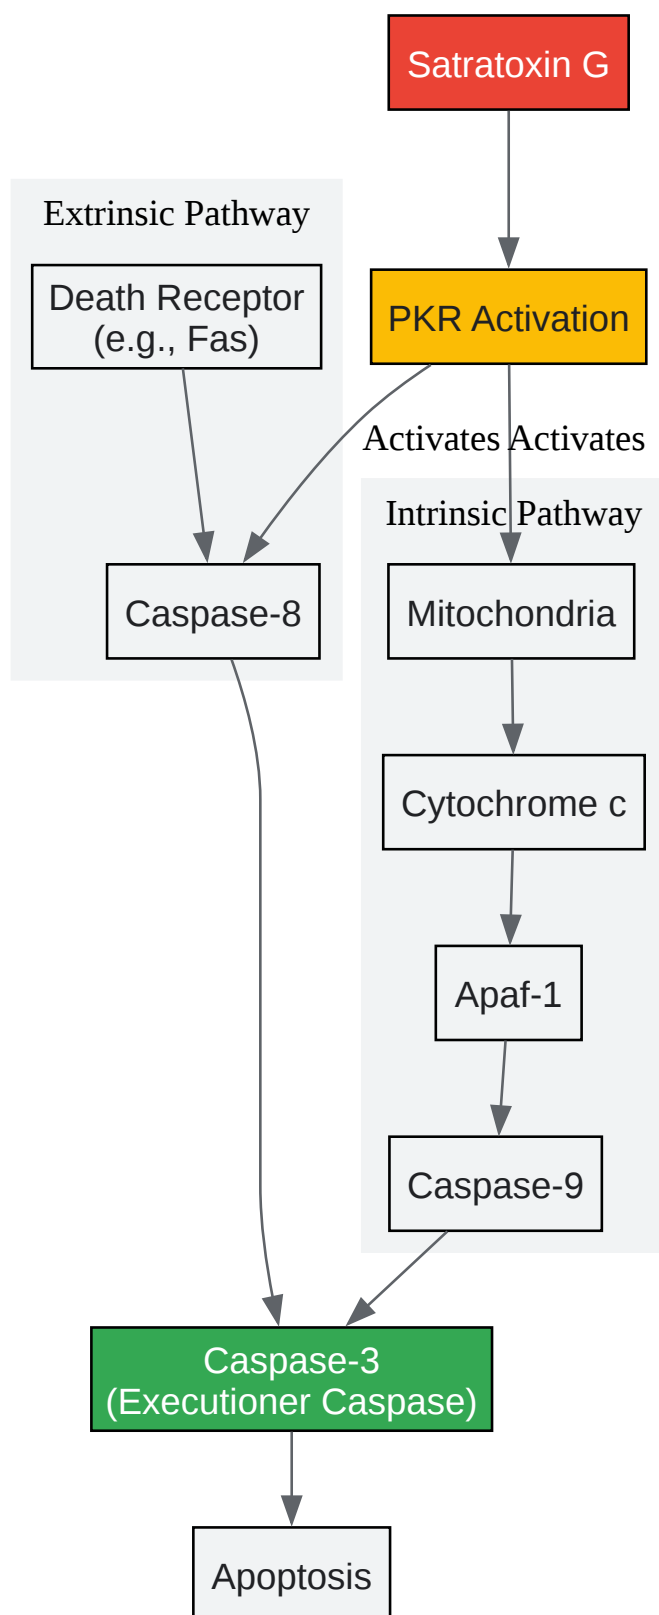 Satratoxin G
Extrinsic Pathway
Death Receptor
(e.g., Fas)
PKR Activation
Activates Activates
Intrinsic Pathway
Caspase-8
Mitochondria
Cytochrome c
Apaf-1
Caspase-9
Caspase-3
(Executioner Caspase)
Apoptosis